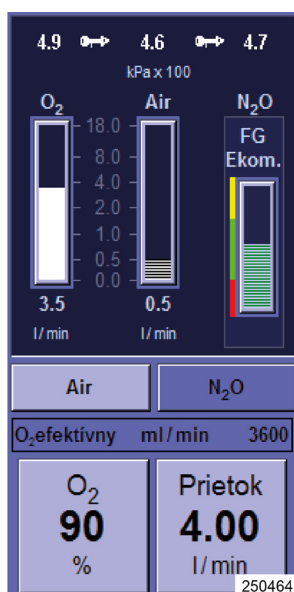 4.9 4.6 4.7
kPa x 100
O₂ Air N₂O
18.0
8.0
4.0
2.0
1.0
0.5
0.0
FG
Ekom.
3.5 0.5
l/min l/min
Air N₂O
O₂efektívny ml/min 3600
O₂ Prietok
90 4.00
% l/min
250464